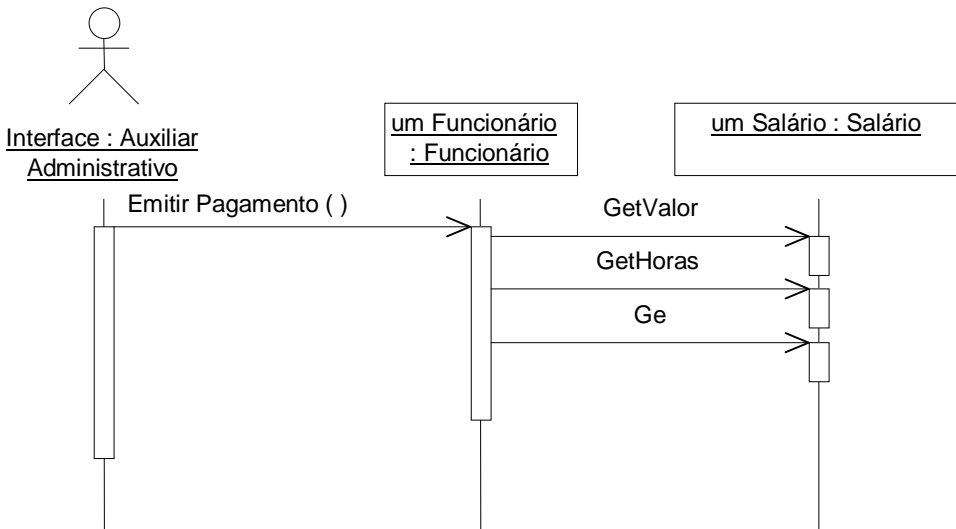 Interface : Auxiliar
Administrativo
um Funcionário
: Funcionário
um Salário : Salário
Emitir Pagamento ( )
GetValor
GetHoras
Ge